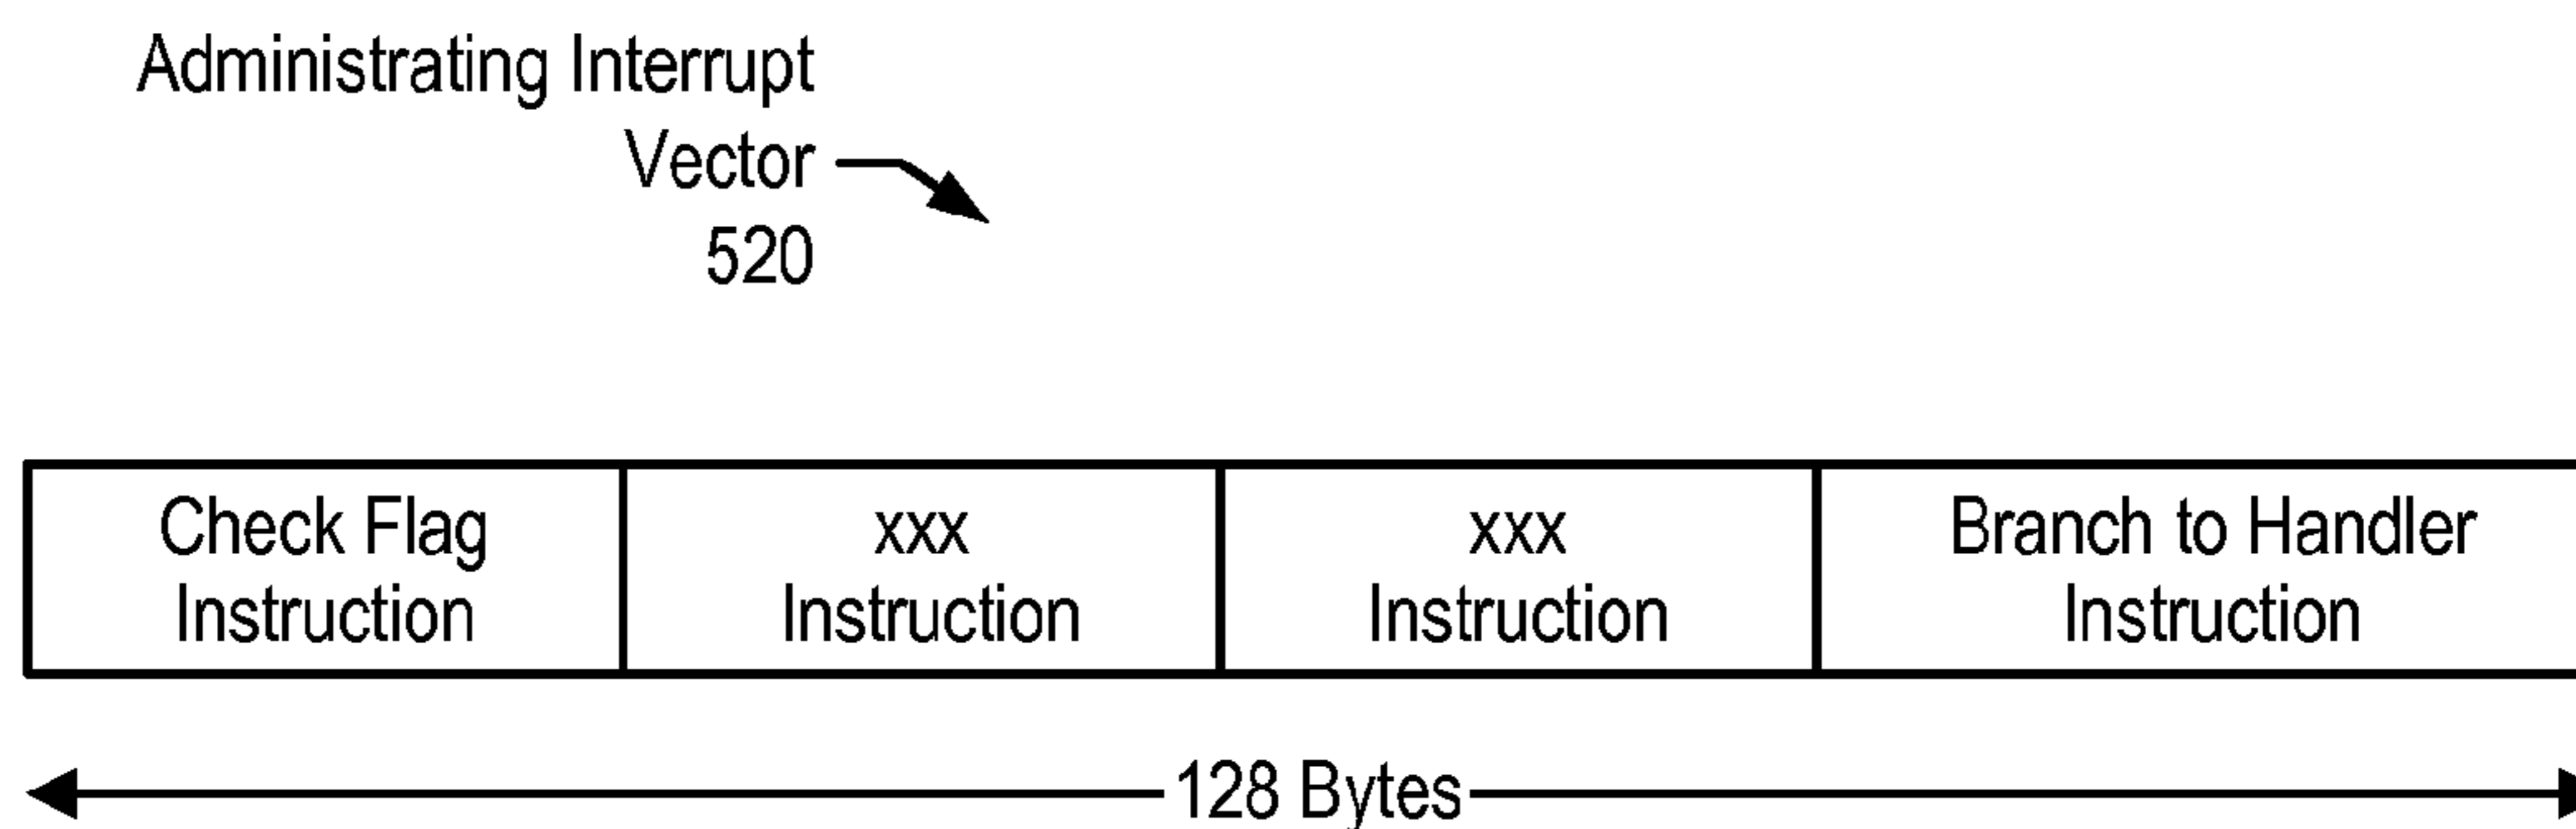 Administrating Interrupt
Vector
520
Check Flag
Instruction
xxx
Instruction
xxx
Instruction
Branch to Handler
Instruction
128 Bytes